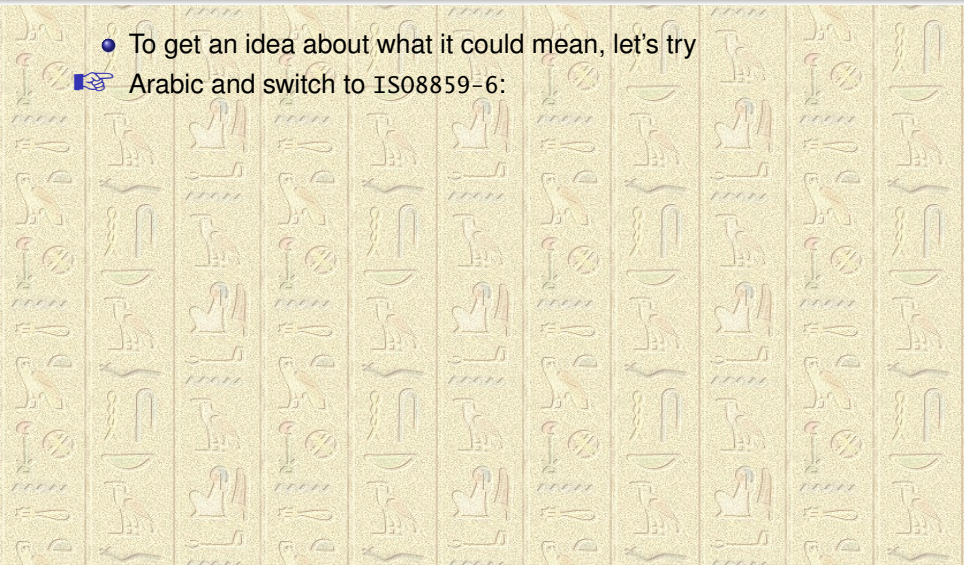 • To get an idea about what it could mean, let's try
☞ Arabic and switch to ISO8859-6: